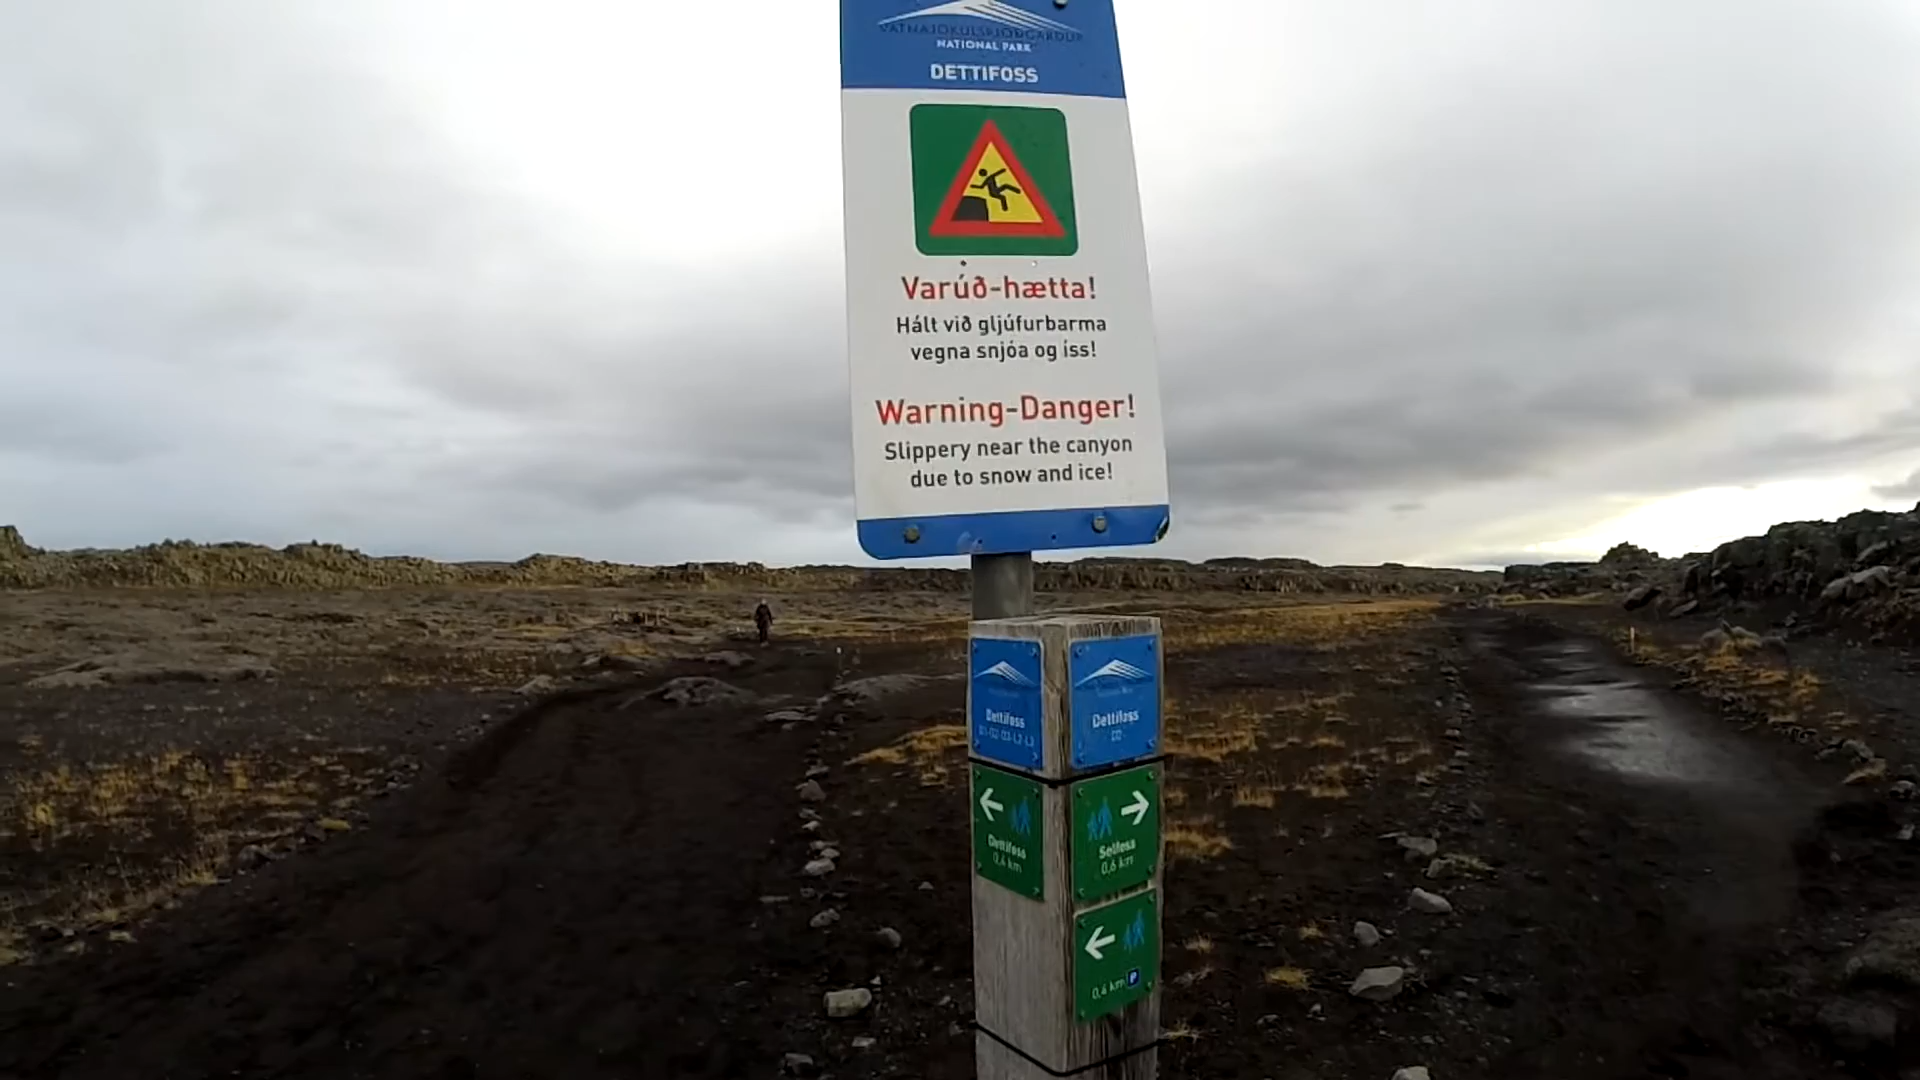 VATNAJÖKULSÞJÓÐGARÐUR
NATIONAL PARK
DETTIFOSS
Varúð-hætta!
Hált við gljúfurbarma
vegna snjóa og íss!
Warning-Danger!
Slippery near the canyon
due to snow and ice!
Dettifoss
Dettifoss
D2
Dettifoss
0,4 km
Selfoss
0,6 km
0,4 km P